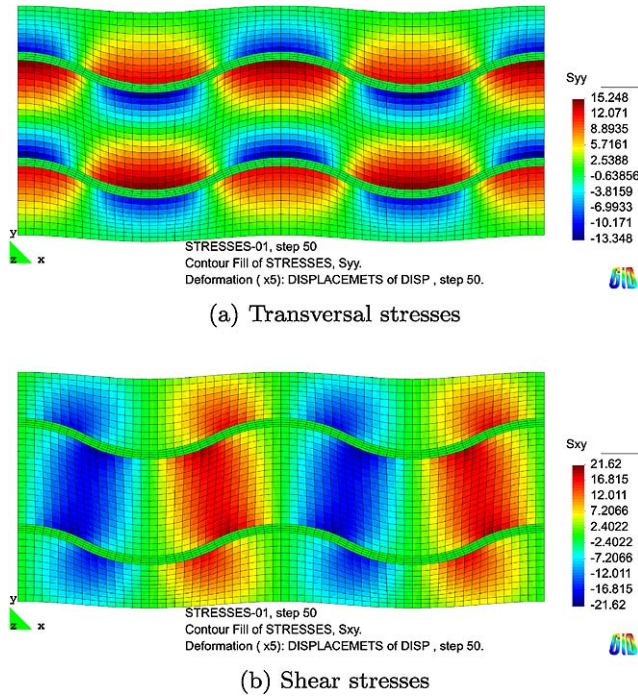 Syy
15.248
12.071
8.8935
5.7161
2.5388
-0.63856
-3.8159
-6.9933
-10.171
-13.348
y
z x
STRESSES-01, step 50
Contour Fill of STRESSES, Syy.
Deformation ( x5): DISPLACEMETS of DISP , step 50.
GiD
(a) Transversal stresses
Sxy
21.62
16.815
12.011
7.2066
2.4022
-2.4022
-7.2066
-12.011
-16.815
-21.62
y
z x
STRESSES-01, step 50
Contour Fill of STRESSES, Sxy.
Deformation ( x5): DISPLACEMETS of DISP , step 50.
GiD
(b) Shear stresses